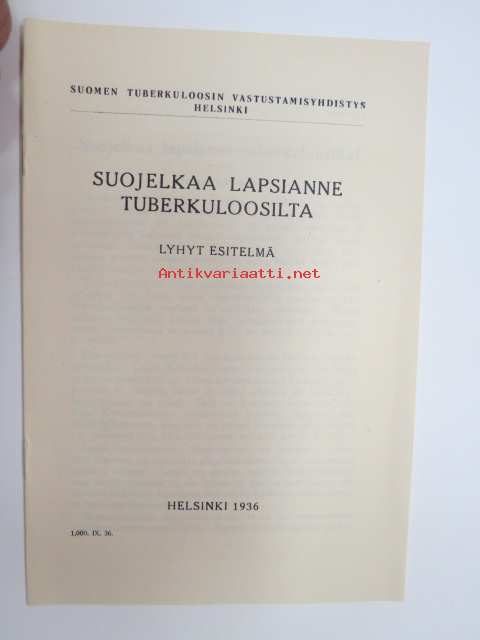 SUOMEN TUBERKULOOSIN VASTUSTAMISYHDISTYS
HELSINKI
SUOJELKAA LAPSIANNE
TUBERKULOOSILTA
LYHYT ESITELMÄ
Antikvariaatti.net
HELSINKI 1936
1,000. IX. 36.